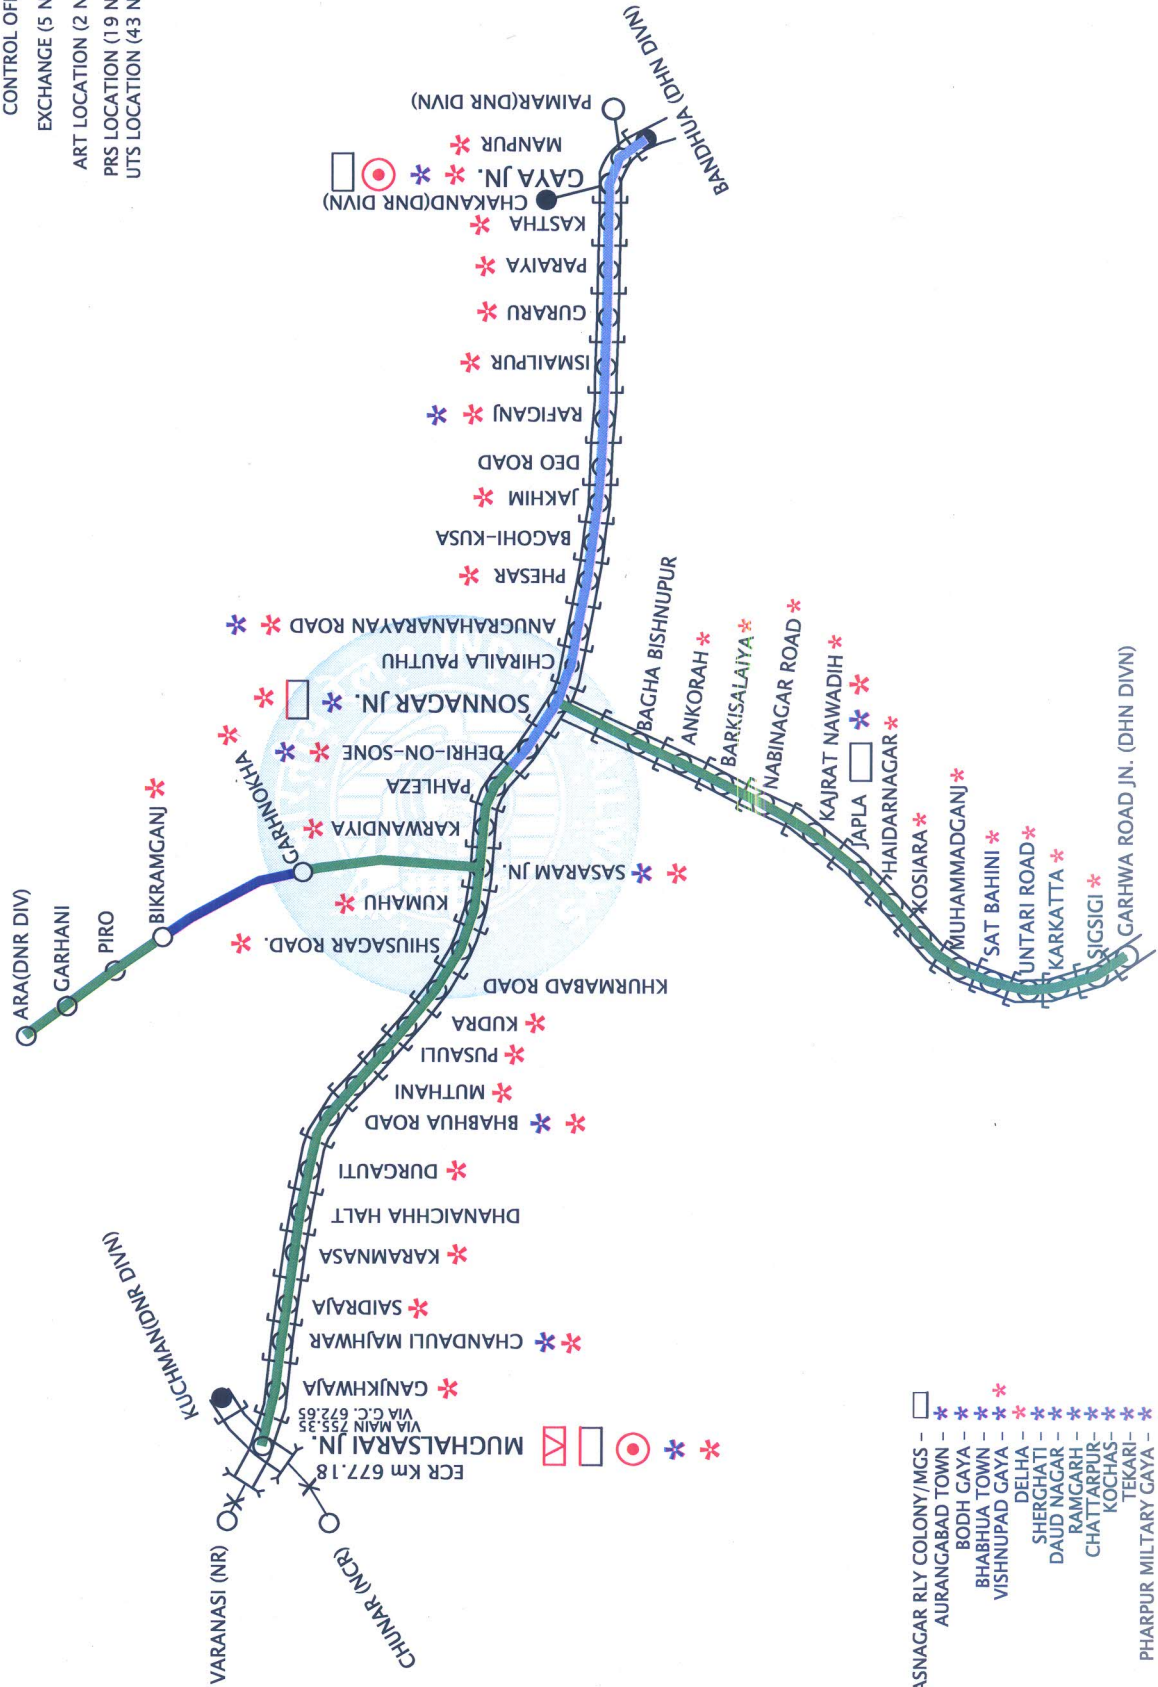 CONTROL OFF
EXCHANGE (5 N
ART LOCATION (2 N
PRS LOCATION (19 N
UTS LOCATION (43 N
ARA(DNR DIV)
GARHANI
PIRO
BIKRAMGANJ *
GARHNOKHA *
PAIMAR(DNR DIVN)
MANPUR *
GAYA JN. * *
CHAKAND(DNR DIVN)
BANDHUA (DHN DIVN)
KASTHA *
PARAIYA *
GURARU *
ISMAILPUR *
RAFIGANJ * *
DEO ROAD
JAKHIM *
BAGOHI-KUSA
PHESAR *
ANUGRAHANARAYAN ROAD * *
CHIRAILA PAUTHU
SONNAGAR JN. * *
DEHRI-ON-SONE * *
PAHLEZA
KARWANDIYA *
SASARAM JN. * *
KUMAHU *
SHIUSAGAR ROAD. *
KHURMABAD ROAD
KUDRA *
PUSAULI *
MUTHANI *
BHABHUA ROAD * *
DURGAUTI *
DHANAICHHA HALT
KARAMNASA *
SAIDRAJA *
CHANDAULI MAJHWAR * *
GANJKHWAJA *
VIA G.C. 672.65
VIA MAIN 755.35
MUGHALSARAI JN. * *
ECR Km 677.18
KUCHMAN(DNR DIVN)
VARANASI (NR)
CHUNAR (NCR)
BAGHA BISHNUPUR
ANKORAH *
BARKISALAIYA *
NABINAGAR ROAD *
KAJRAT NAWADIH *
JAPLA * *
HAIDARNAGAR *
KOSIARA *
MUHAMMADGANJ *
SAT BAHINI *
UNTARI ROAD *
KARKATTA *
SIGSIGI *
GARHWA ROAD JN. (DHN DIVN)
ASNAGAR RLY COLONY/MGS -
AURANGABAD TOWN - *
BODH GAYA - *
BHABHUA TOWN - *
VISHNUPAD GAYA - * *
DELHA - *
SHERGHATI - *
DAUD NAGAR - *
RAMGARH - *
CHATTARPUR- *
KOCHAS- *
TEKARI- *
PHARPUR MILTARY GAYA - *